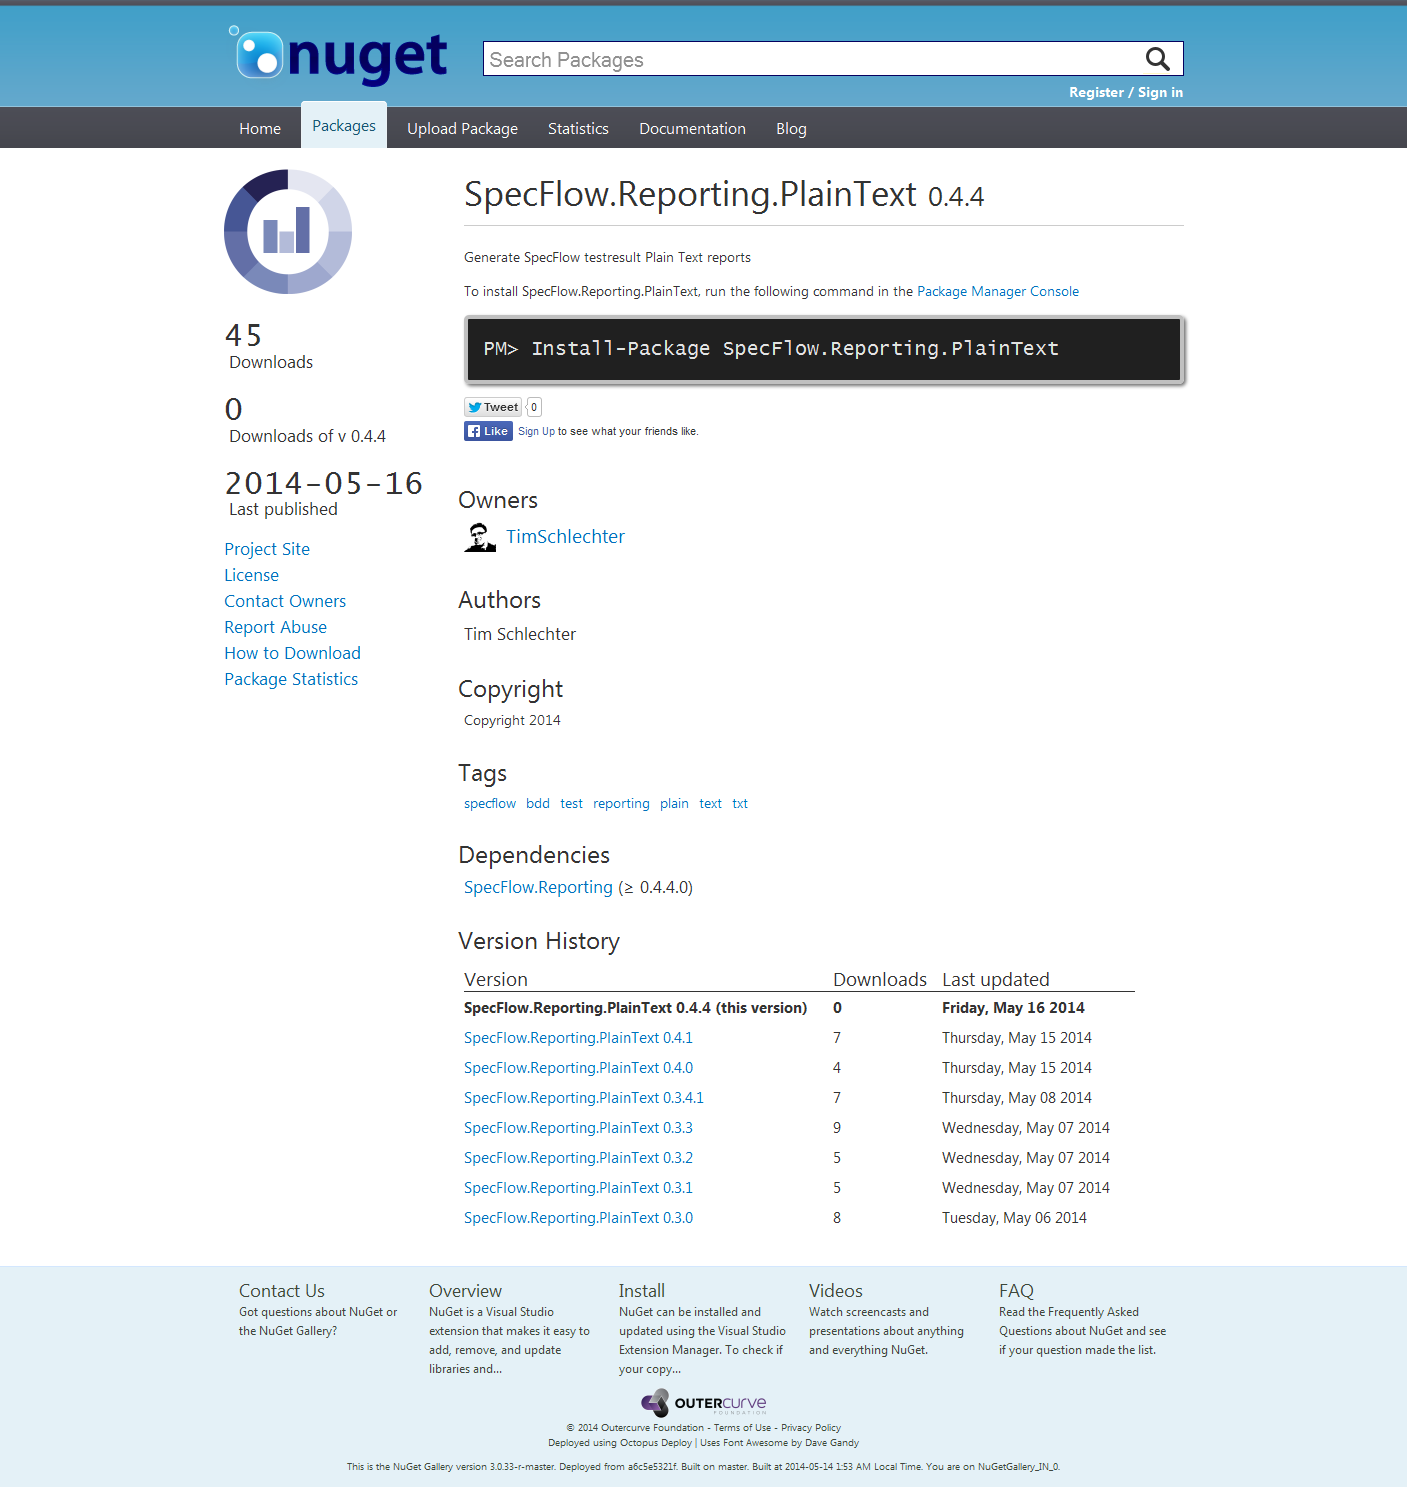 nuget
Search Packages
Register / Sign in
Home Packages Upload Package Statistics Documentation Blog
SpecFlow.Reporting.PlainText 0.4.4
Generate SpecFlow testresult Plain Text reports
To install SpecFlow.Reporting.PlainText, run the following command in the Package Manager Console
PM> Install-Package SpecFlow.Reporting.PlainText
Tweet 0
Like Sign Up to see what your friends like.
45
Downloads
0
Downloads of v 0.4.4
2014-05-16
Last published
Project Site
License
Contact Owners
Report Abuse
How to Download
Package Statistics
Owners
TimSchlechter
Authors
Tim Schlechter
Copyright
Copyright 2014
Tags
specflow bdd test reporting plain text txt
Dependencies
SpecFlow.Reporting (≥ 0.4.4.0)
Version History
Version Downloads Last updated
SpecFlow.Reporting.PlainText 0.4.4 (this version) 0 Friday, May 16 2014
SpecFlow.Reporting.PlainText 0.4.1 7 Thursday, May 15 2014
SpecFlow.Reporting.PlainText 0.4.0 4 Thursday, May 15 2014
SpecFlow.Reporting.PlainText 0.3.4.1 7 Thursday, May 08 2014
SpecFlow.Reporting.PlainText 0.3.3 9 Wednesday, May 07 2014
SpecFlow.Reporting.PlainText 0.3.2 5 Wednesday, May 07 2014
SpecFlow.Reporting.PlainText 0.3.1 5 Wednesday, May 07 2014
SpecFlow.Reporting.PlainText 0.3.0 8 Tuesday, May 06 2014
Contact Us
Got questions about NuGet or
the NuGet Gallery?
Overview
NuGet is a Visual Studio
extension that makes it easy to
add, remove, and update
libraries and...
Install
NuGet can be installed and
updated using the Visual Studio
Extension Manager. To check if
your copy...
Videos
Watch screencasts and
presentations about anything
and everything NuGet.
FAQ
Read the Frequently Asked
Questions about NuGet and see
if your question made the list.
OUTERCURVE
FOUNDATION
© 2014 Outercurve Foundation - Terms of Use - Privacy Policy
Deployed using Octopus Deploy | Uses Font Awesome by Dave Gandy
This is the NuGet Gallery version 3.0.33-r-master. Deployed from a6c5e5321f. Built on master. Built at 2014-05-14 1:53 AM Local Time. You are on NuGetGallery_IN_0.